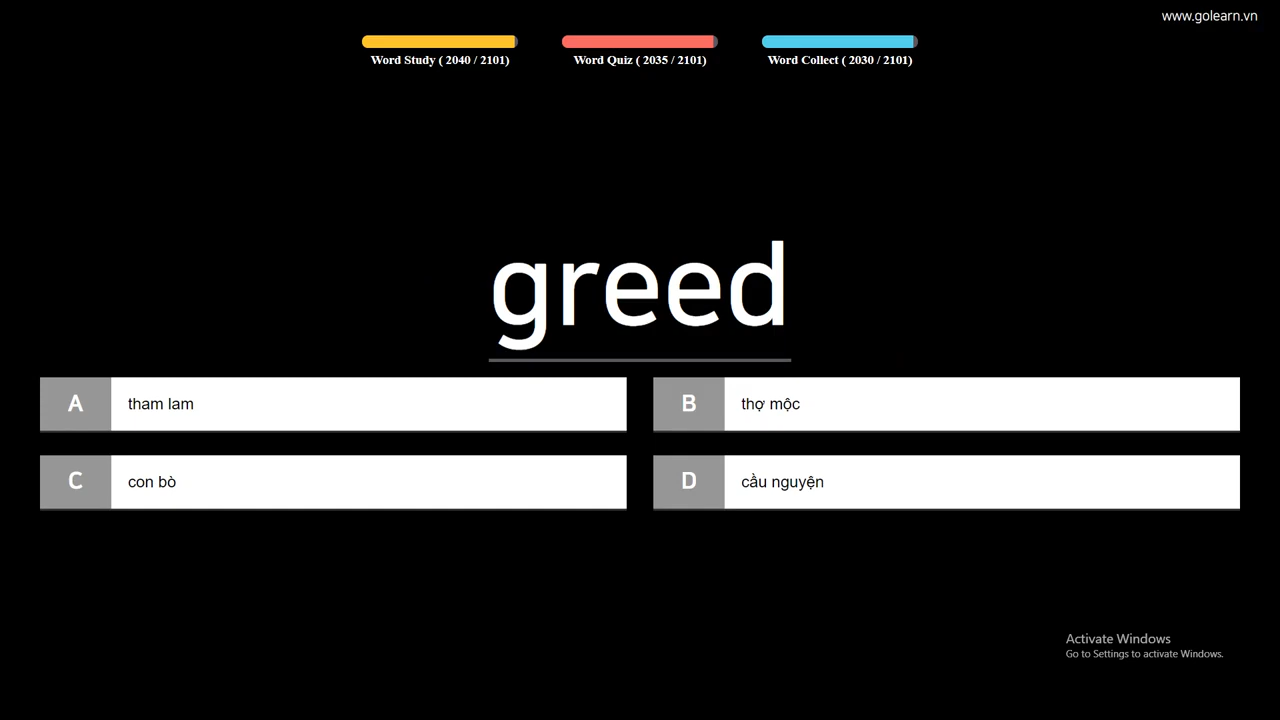 www.golearn.vn
Word Study ( 2040 / 2101)
Word Quiz ( 2035 / 2101)
Word Collect ( 2030 / 2101)
greed
A tham lam
B thợ mộc
C con bò
D cầu nguyện
Activate Windows
Go to Settings to activate Windows.